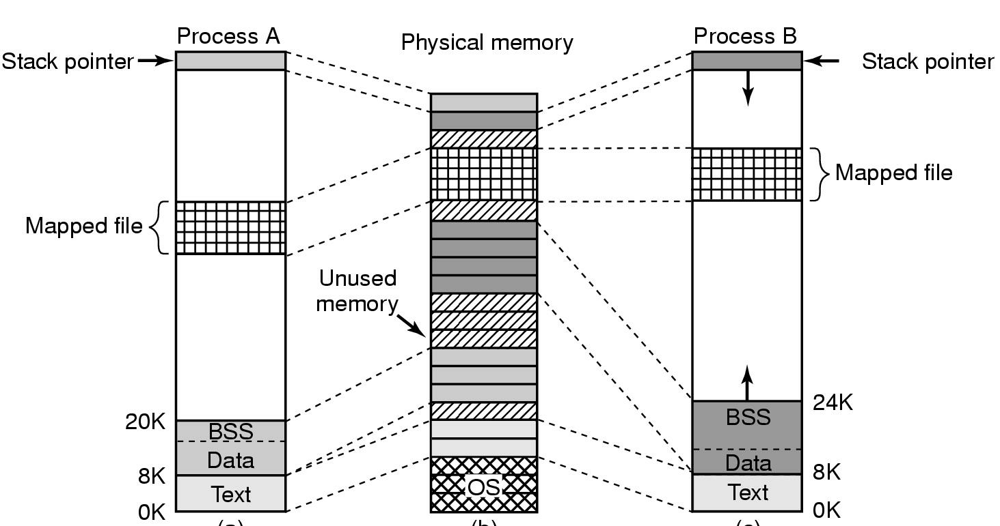 Process A
Physical memory
Process B
Stack pointer
Stack pointer
Mapped file
Mapped file
Unused
memory
20K
BSS
Data
8K
Text
0K
OS
24K
BSS
Data
8K
Text
0K
(a)
(b)
(c)